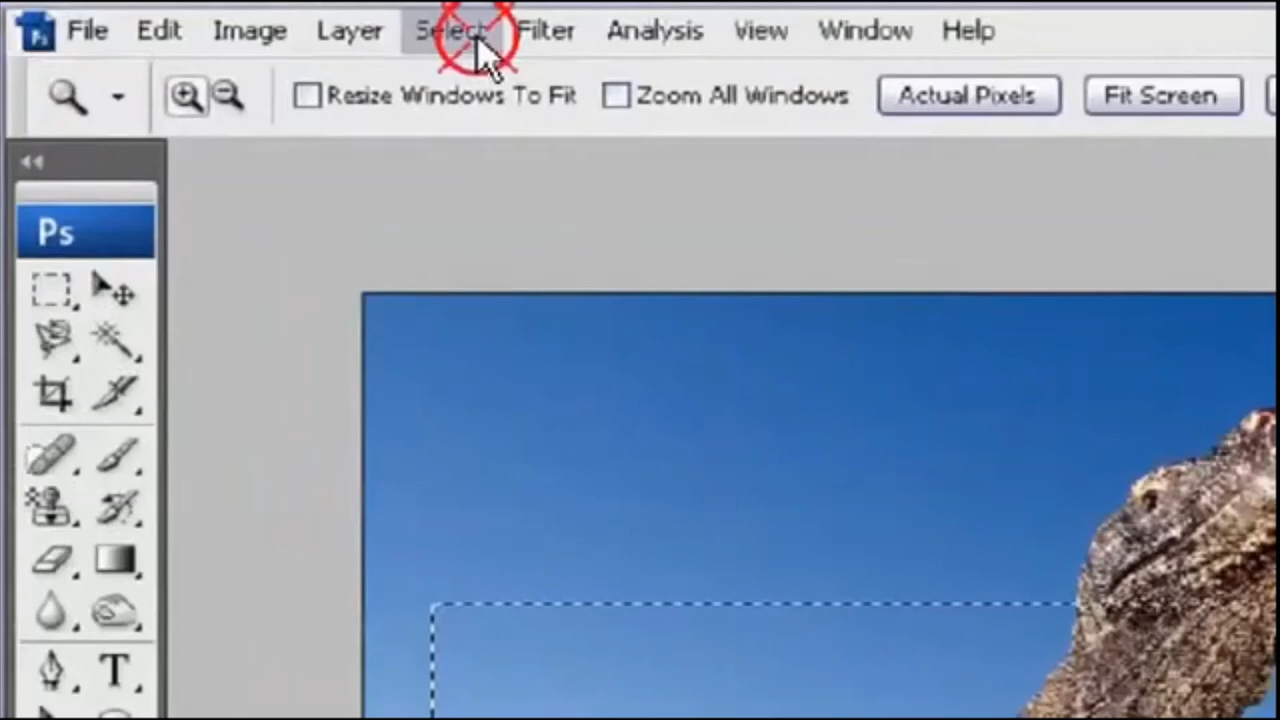 Ps File Edit Image Layer Select Filter Analysis View Window Help
Resize Windows To Fit Zoom All Windows Actual Pixels Fit Screen
Ps
T